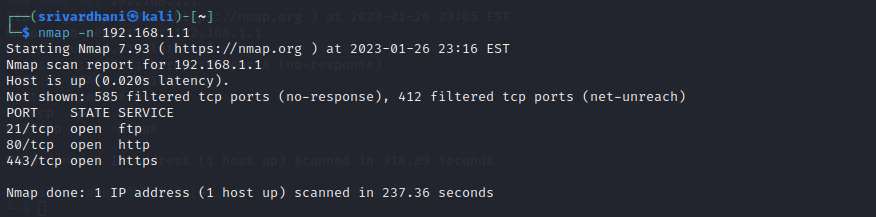 (srivardhani㉿kali)-[~]
$ nmap -n 192.168.1.1
Starting Nmap 7.93 ( https://nmap.org ) at 2023-01-26 23:16 EST
Nmap scan report for 192.168.1.1
Host is up (0.020s latency).
Not shown: 585 filtered tcp ports (no-response), 412 filtered tcp ports (net-unreach)
PORT    STATE SERVICE
21/tcp  open  ftp
80/tcp  open  http
443/tcp open  https
Nmap done: 1 IP address (1 host up) scanned in 237.36 seconds